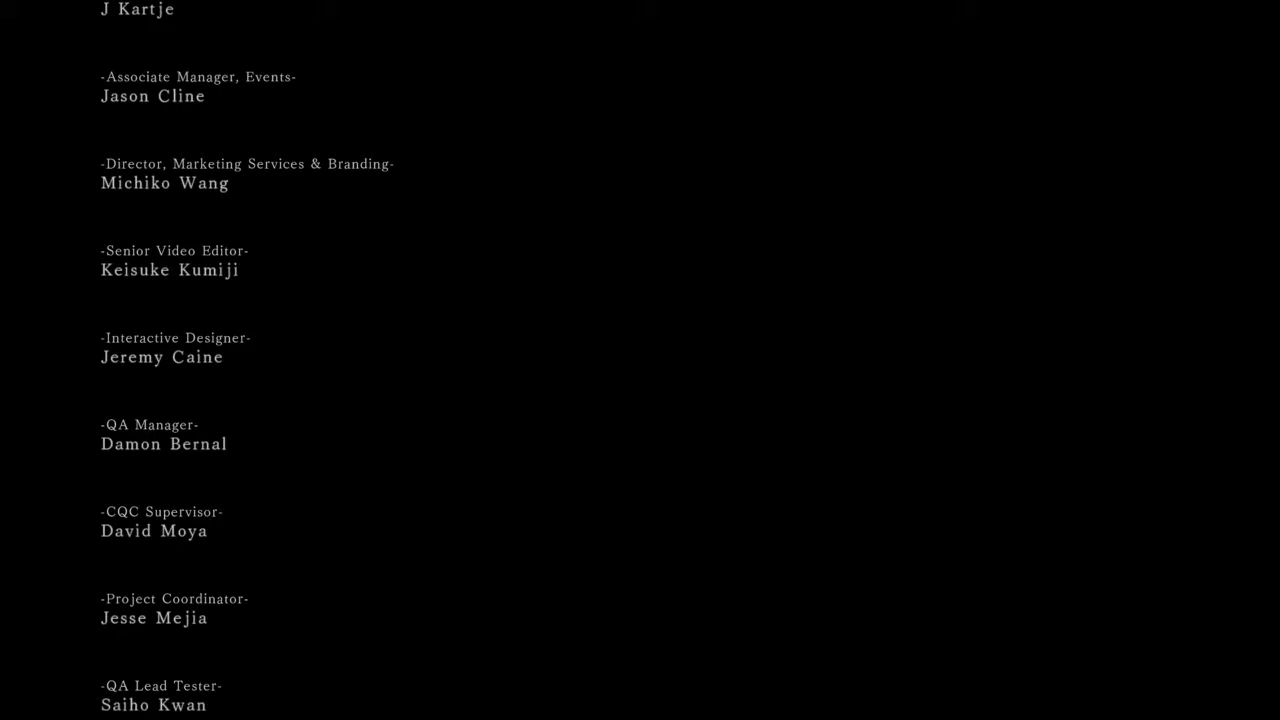 J Kartje
-Associate Manager, Events-
Jason Cline
-Director, Marketing Services & Branding-
Michiko Wang
-Senior Video Editor-
Keisuke Kumiji
-Interactive Designer-
Jeremy Caine
-QA Manager-
Damon Bernal
-CQC Supervisor-
David Moya
-Project Coordinator-
Jesse Mejia
-QA Lead Tester-
Saiho Kwan